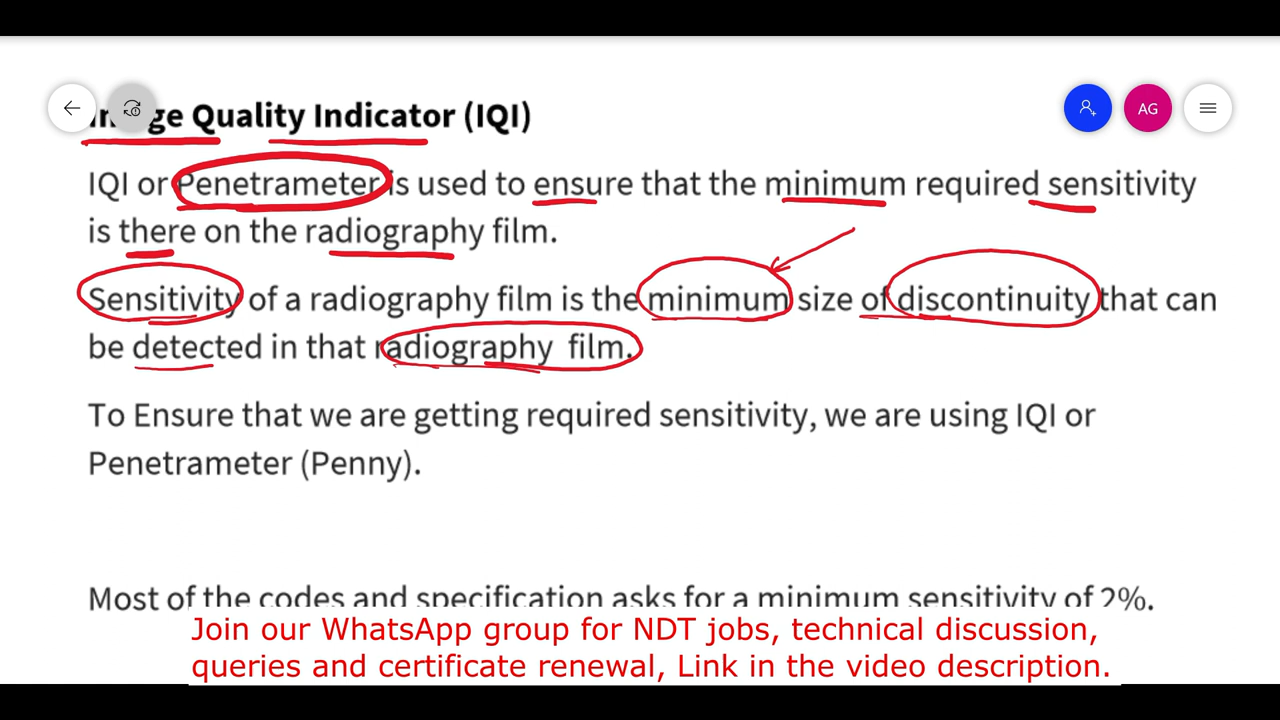 Image Quality Indicator (IQI)
AG
IQI or Penetrameter is used to ensure that the minimum required sensitivity
is there on the radiography film.
Sensitivity of a radiography film is the minimum size of discontinuity that can
be detected in that radiography film.
To Ensure that we are getting required sensitivity, we are using IQI or
Penetrameter (Penny).
Most of the codes and specification asks for a minimum sensitivity of 2%.
Join our WhatsApp group for NDT jobs, technical discussion,
queries and certificate renewal, Link in the video description.